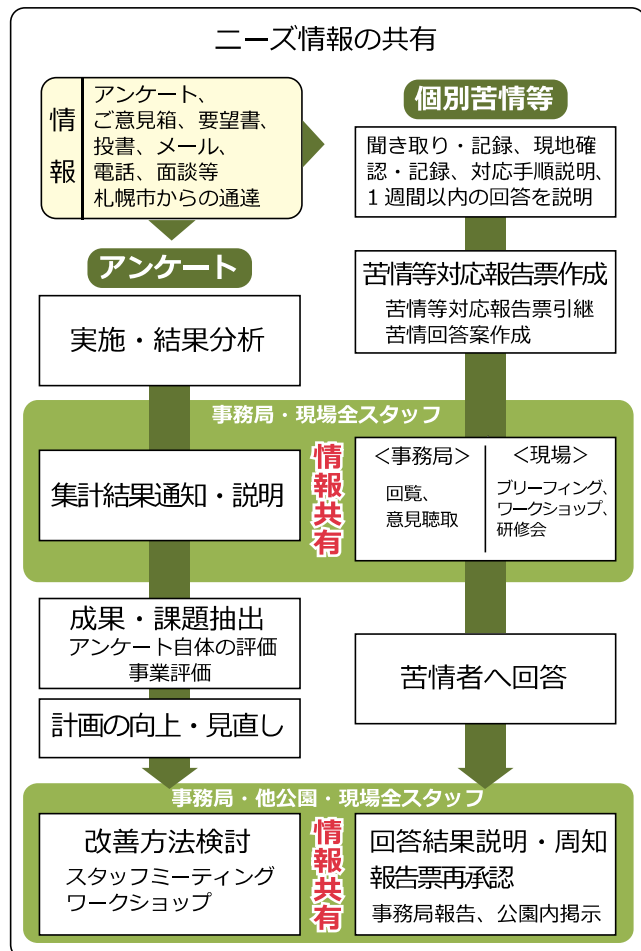 ニーズ情報の共有
情報
アンケート、
ご意見箱、要望書、
投書、メール、
電話、面談等
札幌市からの通達
個別苦情等
聞き取り・記録、現地確
認・記録、対応手順説明、
1週間以内の回答を説明
アンケート
実施・結果分析
苦情等対応報告票作成
苦情等対応報告票引継
苦情回答案作成
事務局・現場全スタッフ
集計結果通知・説明
情報共有
＜事務局＞
回覧、
意見聴取
＜現場＞
ブリーフィング、
ワークショップ、
研修会
成果・課題抽出
アンケート自体の評価
事業評価
計画の向上・見直し
苦情者へ回答
事務局・他公園・現場全スタッフ
改善方法検討
スタッフミーティング
ワークショップ
情報共有
回答結果説明・周知
報告票再承認
事務局報告、公園内掲示